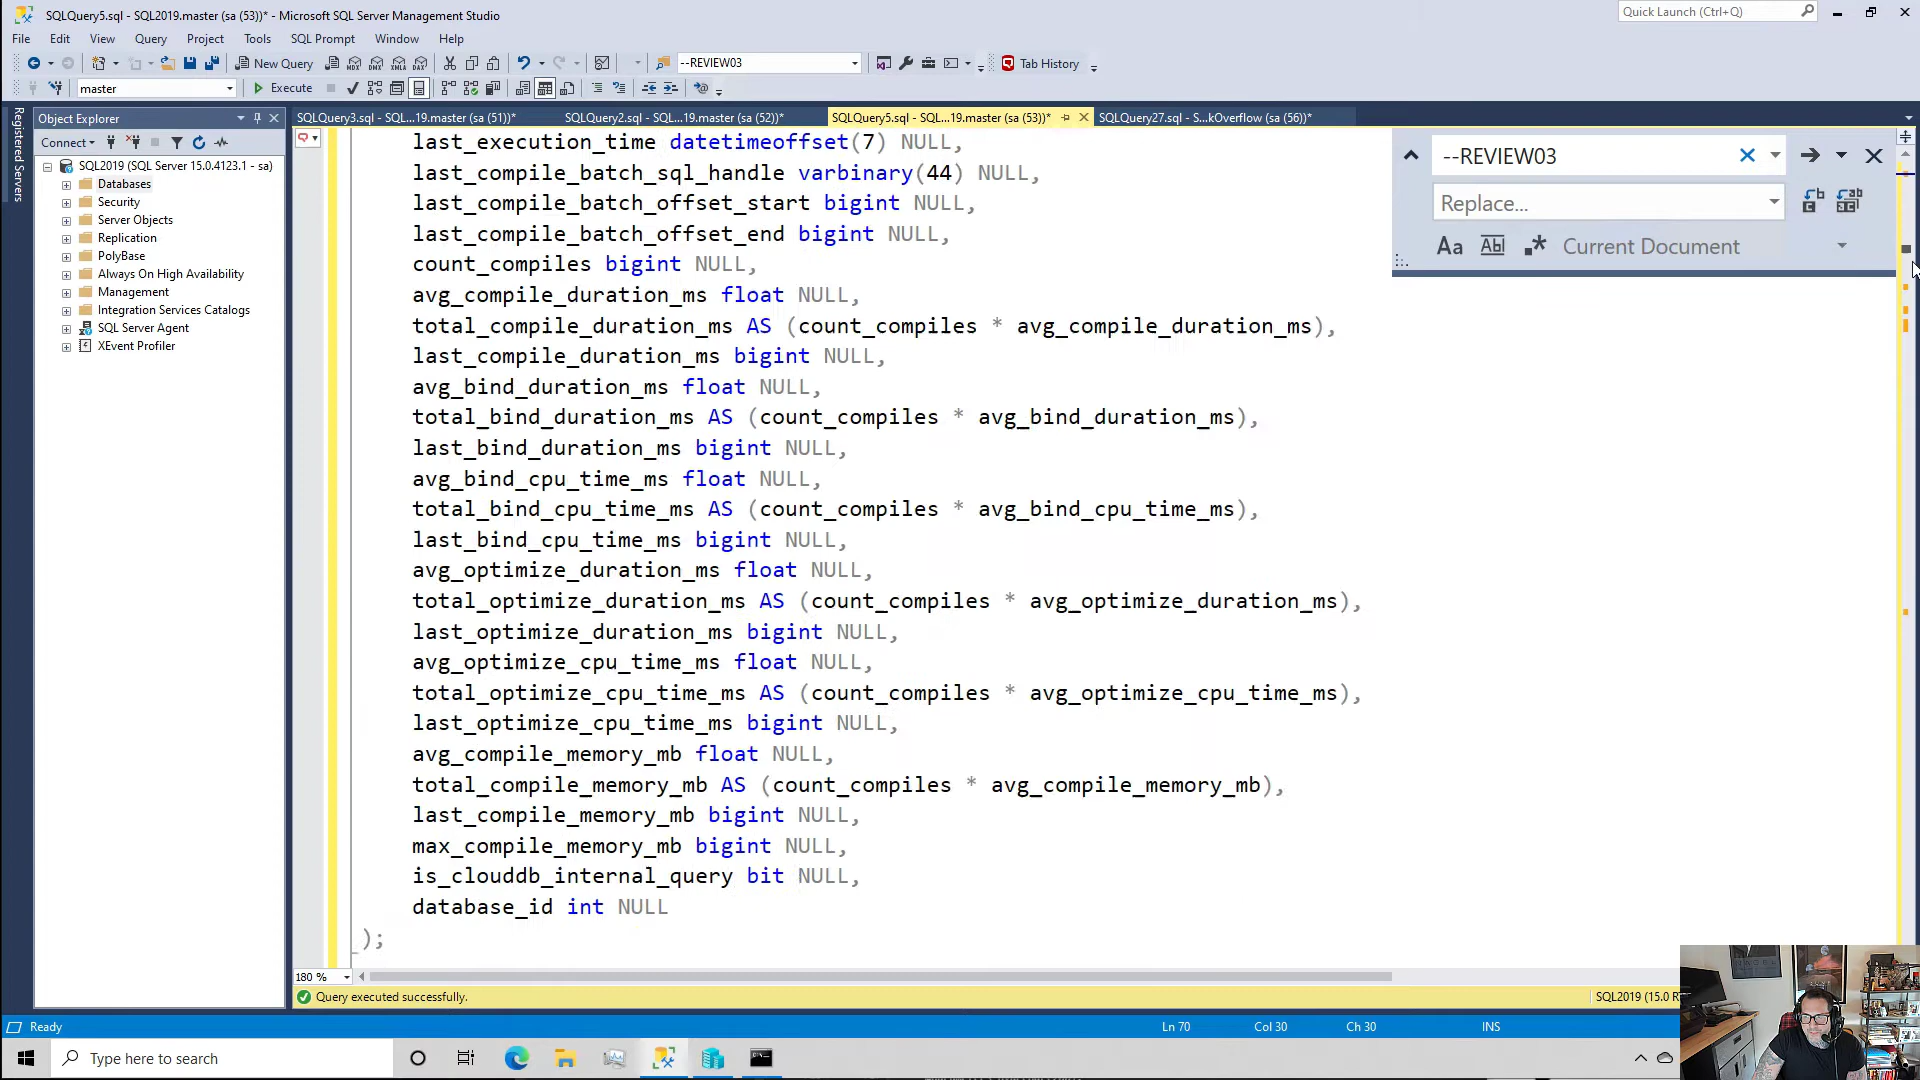 SQLQuery5.sql - SQL2019.master (sa (53))* - Microsoft SQL Server Management Studio
Quick Launch (Ctrl+Q)
File Edit View Query Project Tools SQL Prompt Window Help
New Query
--REVIEW03
Tab History
master
Execute
Registered Servers
Object Explorer
Connect
SQL2019 (SQL Server 15.0.4123.1 - sa)
Databases
Security
Server Objects
Replication
PolyBase
Always On High Availability
Management
Integration Services Catalogs
SQL Server Agent
XEvent Profiler
SQLQuery3.sql - SQL...19.master (sa (51))*
SQLQuery2.sql - SQL...19.master (sa (52))*
SQLQuery5.sql - SQL...19.master (sa (53))*
SQLQuery27.sql - S...kOverflow (sa (56))*
last_execution_time datetimeoffset(7) NULL,
last_compile_batch_sql_handle varbinary(44) NULL,
last_compile_batch_offset_start bigint NULL,
last_compile_batch_offset_end bigint NULL,
count_compiles bigint NULL,
avg_compile_duration_ms float NULL,
total_compile_duration_ms AS (count_compiles * avg_compile_duration_ms),
last_compile_duration_ms bigint NULL,
avg_bind_duration_ms float NULL,
total_bind_duration_ms AS (count_compiles * avg_bind_duration_ms),
last_bind_duration_ms bigint NULL,
avg_bind_cpu_time_ms float NULL,
total_bind_cpu_time_ms AS (count_compiles * avg_bind_cpu_time_ms),
last_bind_cpu_time_ms bigint NULL,
avg_optimize_duration_ms float NULL,
total_optimize_duration_ms AS (count_compiles * avg_optimize_duration_ms),
last_optimize_duration_ms bigint NULL,
avg_optimize_cpu_time_ms float NULL,
total_optimize_cpu_time_ms AS (count_compiles * avg_optimize_cpu_time_ms),
last_optimize_cpu_time_ms bigint NULL,
avg_compile_memory_mb float NULL,
total_compile_memory_mb AS (count_compiles * avg_compile_memory_mb),
last_compile_memory_mb bigint NULL,
max_compile_memory_mb bigint NULL,
is_clouddb_internal_query bit NULL,
database_id int NULL
);
--REVIEW03
Replace...
Aa Abl .* Current Document
180 %
Query executed successfully.
SQL2019 (15.0 RT
Ready
Ln 70
Col 30
Ch 30
INS
Type here to search